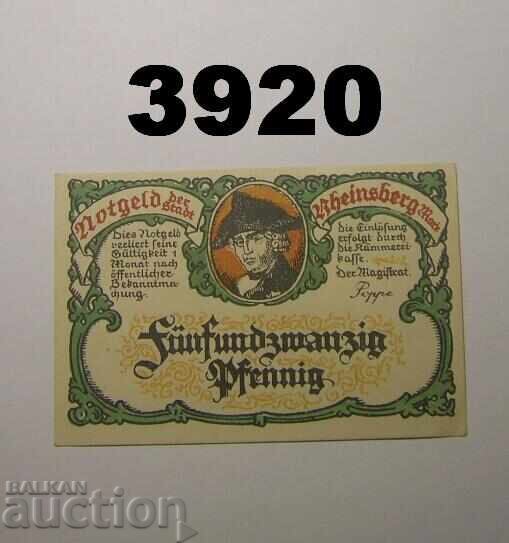 3920
Notgeld der Stadt
Rheinsberg Mark
Dies Notgeld
verliert seine
Gültigkeit 1
Monat nach
öffentlicher
Bekanntma-
chung.
die Einlösung
erfolgt durch
die Kämmerei
kasse.
der Magistrat.
Fünfundzwanzig
Pfennig
BALKAN
auction